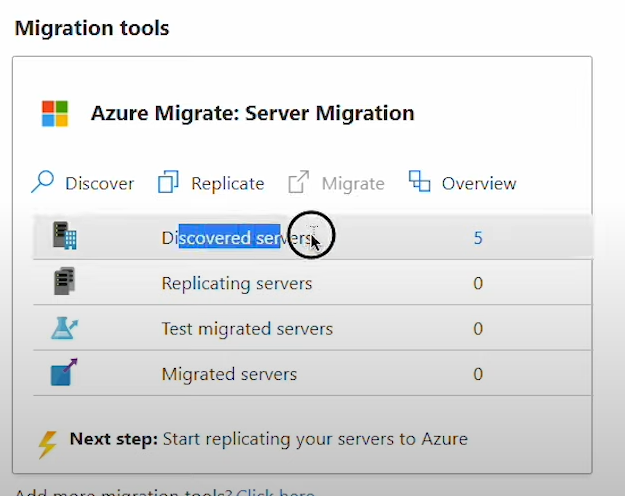 Migration tools
Azure Migrate: Server Migration
Discover Replicate Migrate Overview
Discovered servers 5
Replicating servers 0
Test migrated servers 0
Migrated servers 0
Next step: Start replicating your servers to Azure
Add more migration tools? Click here